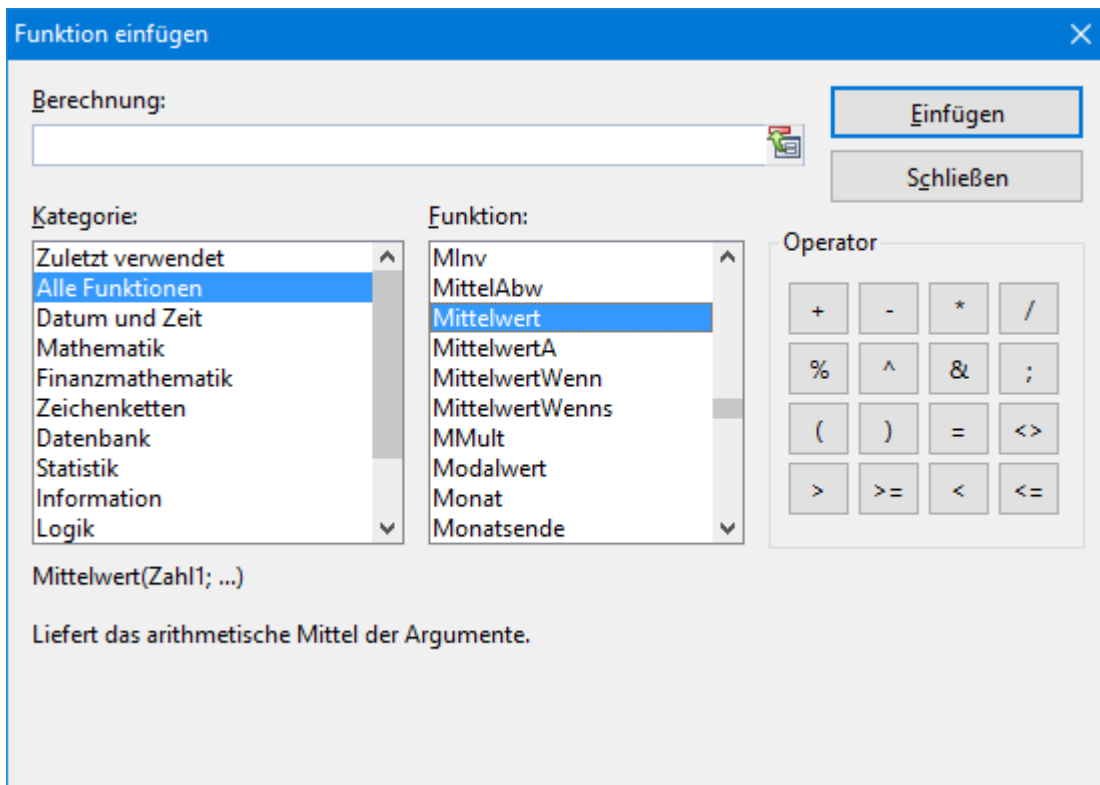 Funktion einfügen
Berechnung:
Einfügen
Schließen
Kategorie:
Zuletzt verwendet
Alle Funktionen
Datum und Zeit
Mathematik
Finanzmathematik
Zeichenketten
Datenbank
Statistik
Information
Logik
Funktion:
MInv
MittelAbw
Mittelwert
MittelwertA
MittelwertWenn
MittelwertWenns
MMult
Modalwert
Monat
Monatsende
Operator
+ - * /
% ^ & ;
( ) = <>
> >= < <=
Mittelwert(Zahl1; ...)
Liefert das arithmetische Mittel der Argumente.